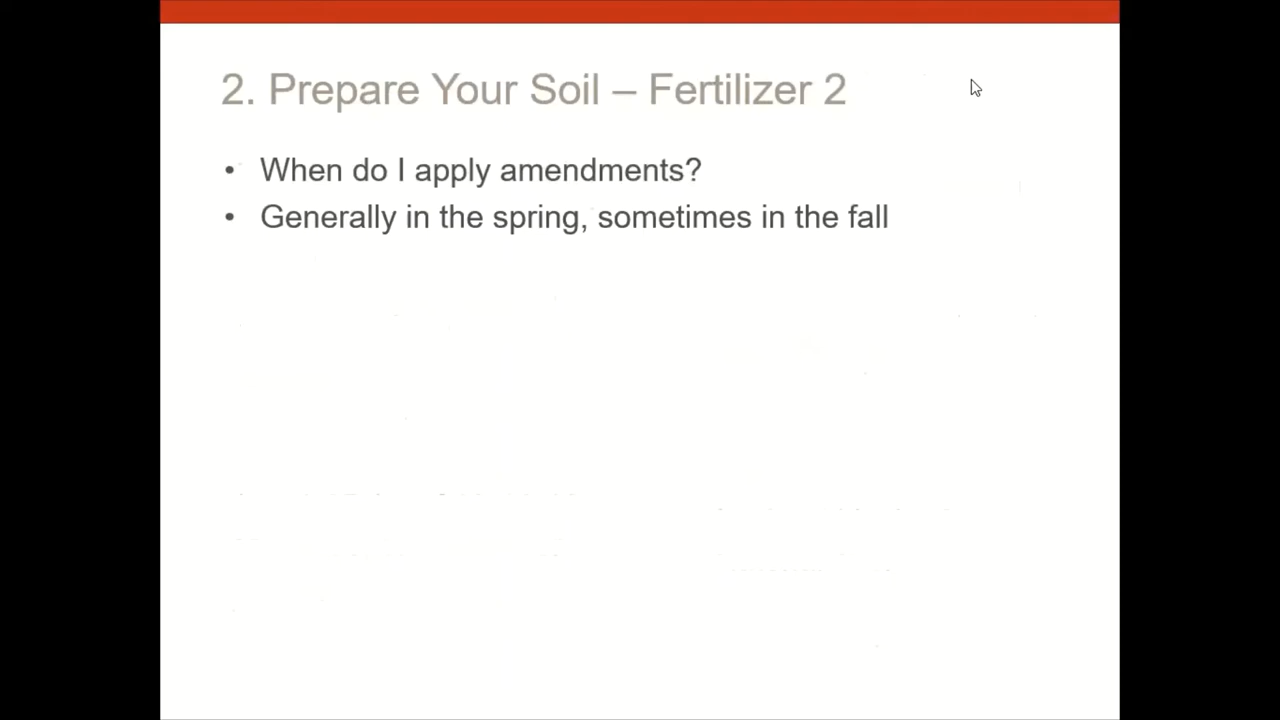 2. Prepare Your Soil – Fertilizer 2
• When do I apply amendments?
• Generally in the spring, sometimes in the fall